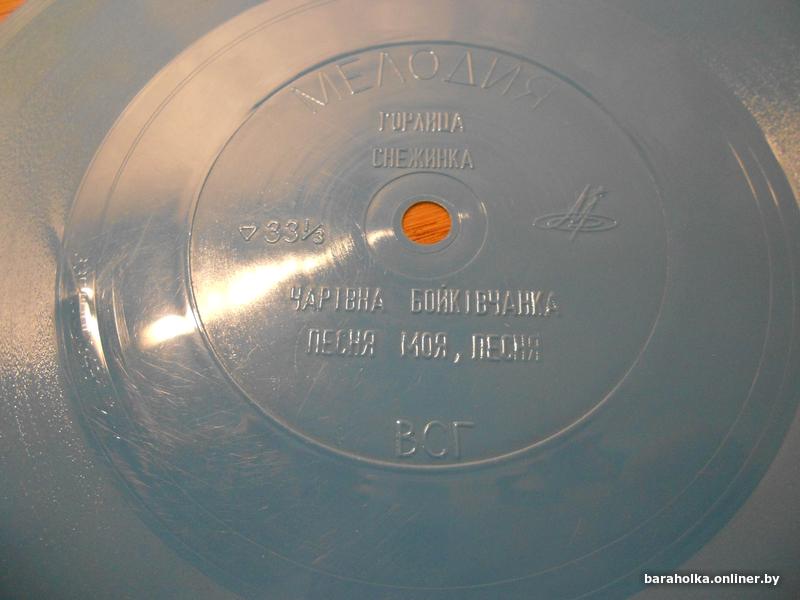 МЕЛОДИЯ
ГОРЛИЦА
СНЕЖИНКА
33⅓
ЧАРІВНА БОЙКІВЧАНКА
ПЕСНЯ МОЯ, ПЕСНЯ
ВСГ
baraholka.onliner.by